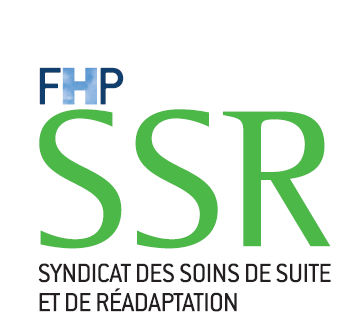 FHP
SSR
SYNDICAT DES SOINS DE SUITE
ET DE RÉADAPTATION